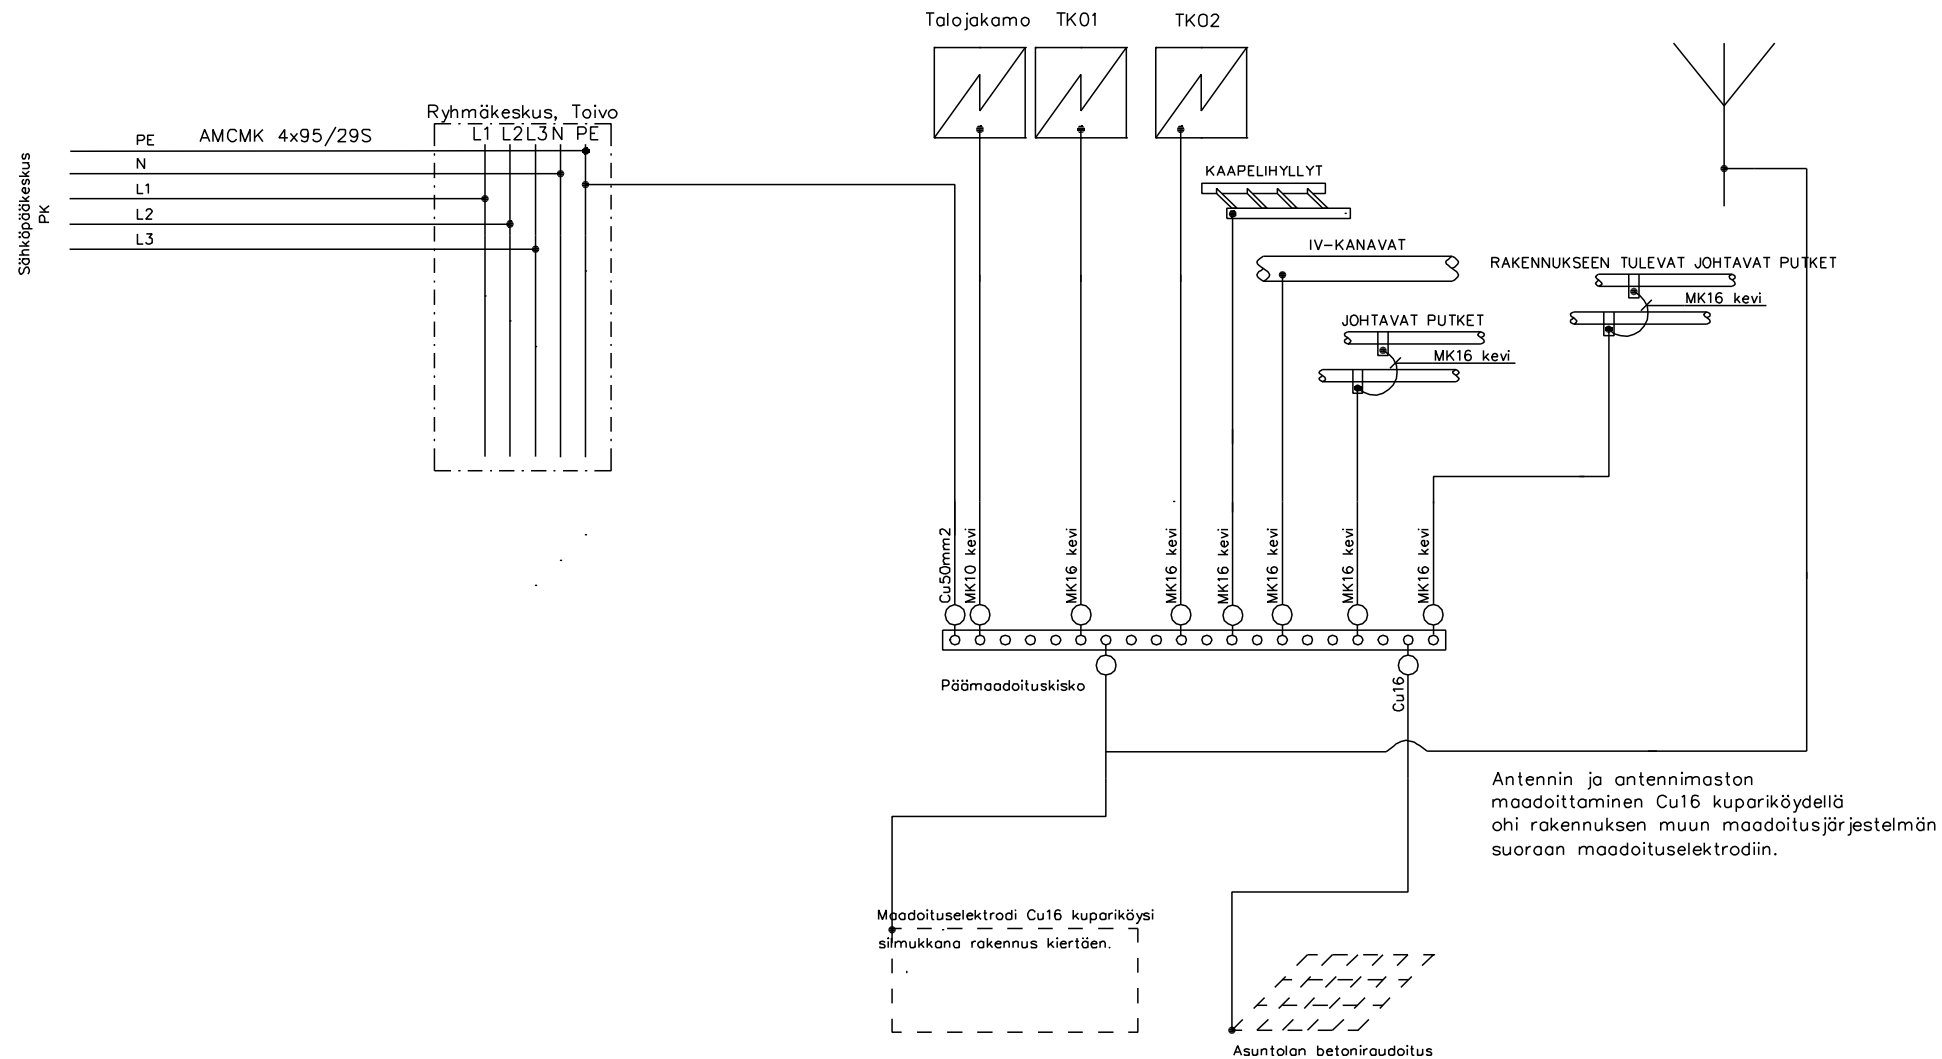 Talojakamo TK01 TK02
Ryhmäkeskus, Toivo
L1 L2 L3 N PE
AMCMK 4x95/29S
PE
N
L1
L2
L3
Sähköpääkeskus
PK
KAAPELIHYLLYT
IV-KANAVAT
RAKENNUKSEEN TULEVAT JOHTAVAT PUTKET
MK16 kevi
JOHTAVAT PUTKET
MK16 kevi
Cu50mm2
MK10 kevi
MK16 kevi
MK16 kevi
MK16 kevi
MK16 kevi
MK16 kevi
MK16 kevi
Päämaadoituskisko
Cu16
Antennin ja antennimaston
maadoittaminen Cu16 kupariköydellä
ohi rakennuksen muun maadoitusjärjestelmän
suoraan maadoituselektrodiin.
Maadoituselektrodi Cu16 kupariköysi
silmukkana rakennus kiertäen.
Asuntolan betoniraudoitus